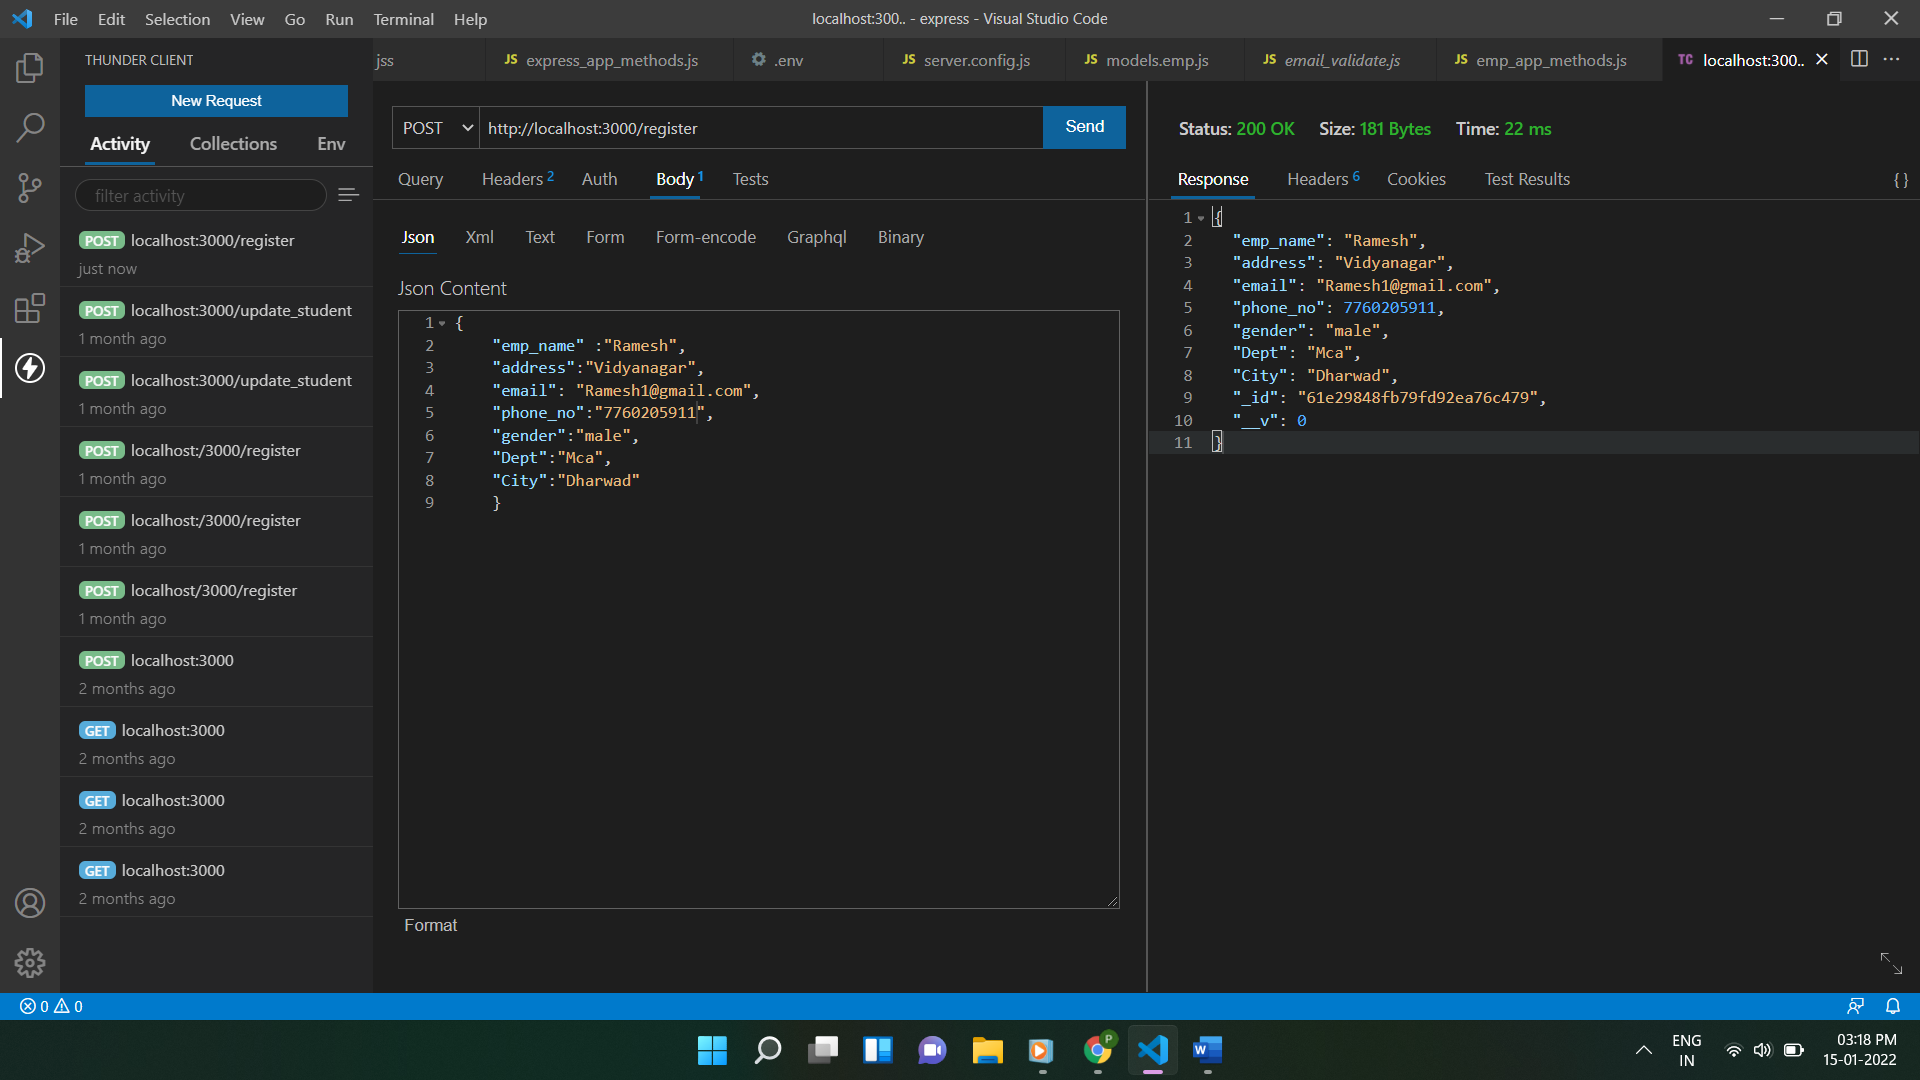 File Edit Selection View Go Run Terminal Help
localhost:300.. - express - Visual Studio Code
THUNDER CLIENT
New Request
Activity Collections Env
filter activity
POST localhost:3000/register
just now
POST localhost:3000/update_student
1 month ago
POST localhost:3000/update_student
1 month ago
POST localhost:/3000/register
1 month ago
POST localhost:/3000/register
1 month ago
POST localhost/3000/register
1 month ago
POST localhost:3000
2 months ago
GET localhost:3000
2 months ago
GET localhost:3000
2 months ago
GET localhost:3000
2 months ago
jss JS express_app_methods.js .env JS server.config.js JS models.emp.js JS email_validate.js JS emp_app_methods.js TC localhost:300..
POST http://localhost:3000/register Send
Query Headers 2 Auth Body 1 Tests
Json Xml Text Form Form-encode Graphql Binary
Json Content
1 {
2 "emp_name" :"Ramesh",
3 "address":"Vidyanagar",
4 "email": "Ramesh1@gmail.com",
5 "phone_no":"7760205911",
6 "gender":"male",
7 "Dept":"Mca",
8 "City":"Dharwad"
9 }
Format
Status: 200 OK Size: 181 Bytes Time: 22 ms
Response Headers 6 Cookies Test Results { }
1 {
2 "emp_name": "Ramesh",
3 "address": "Vidyanagar",
4 "email": "Ramesh1@gmail.com",
5 "phone_no": 7760205911,
6 "gender": "male",
7 "Dept": "Mca",
8 "City": "Dharwad",
9 "_id": "61e29848fb79fd92ea76c479",
10 "__v": 0
11 }
0 0
P
W
ENG
IN
03:18 PM
15-01-2022